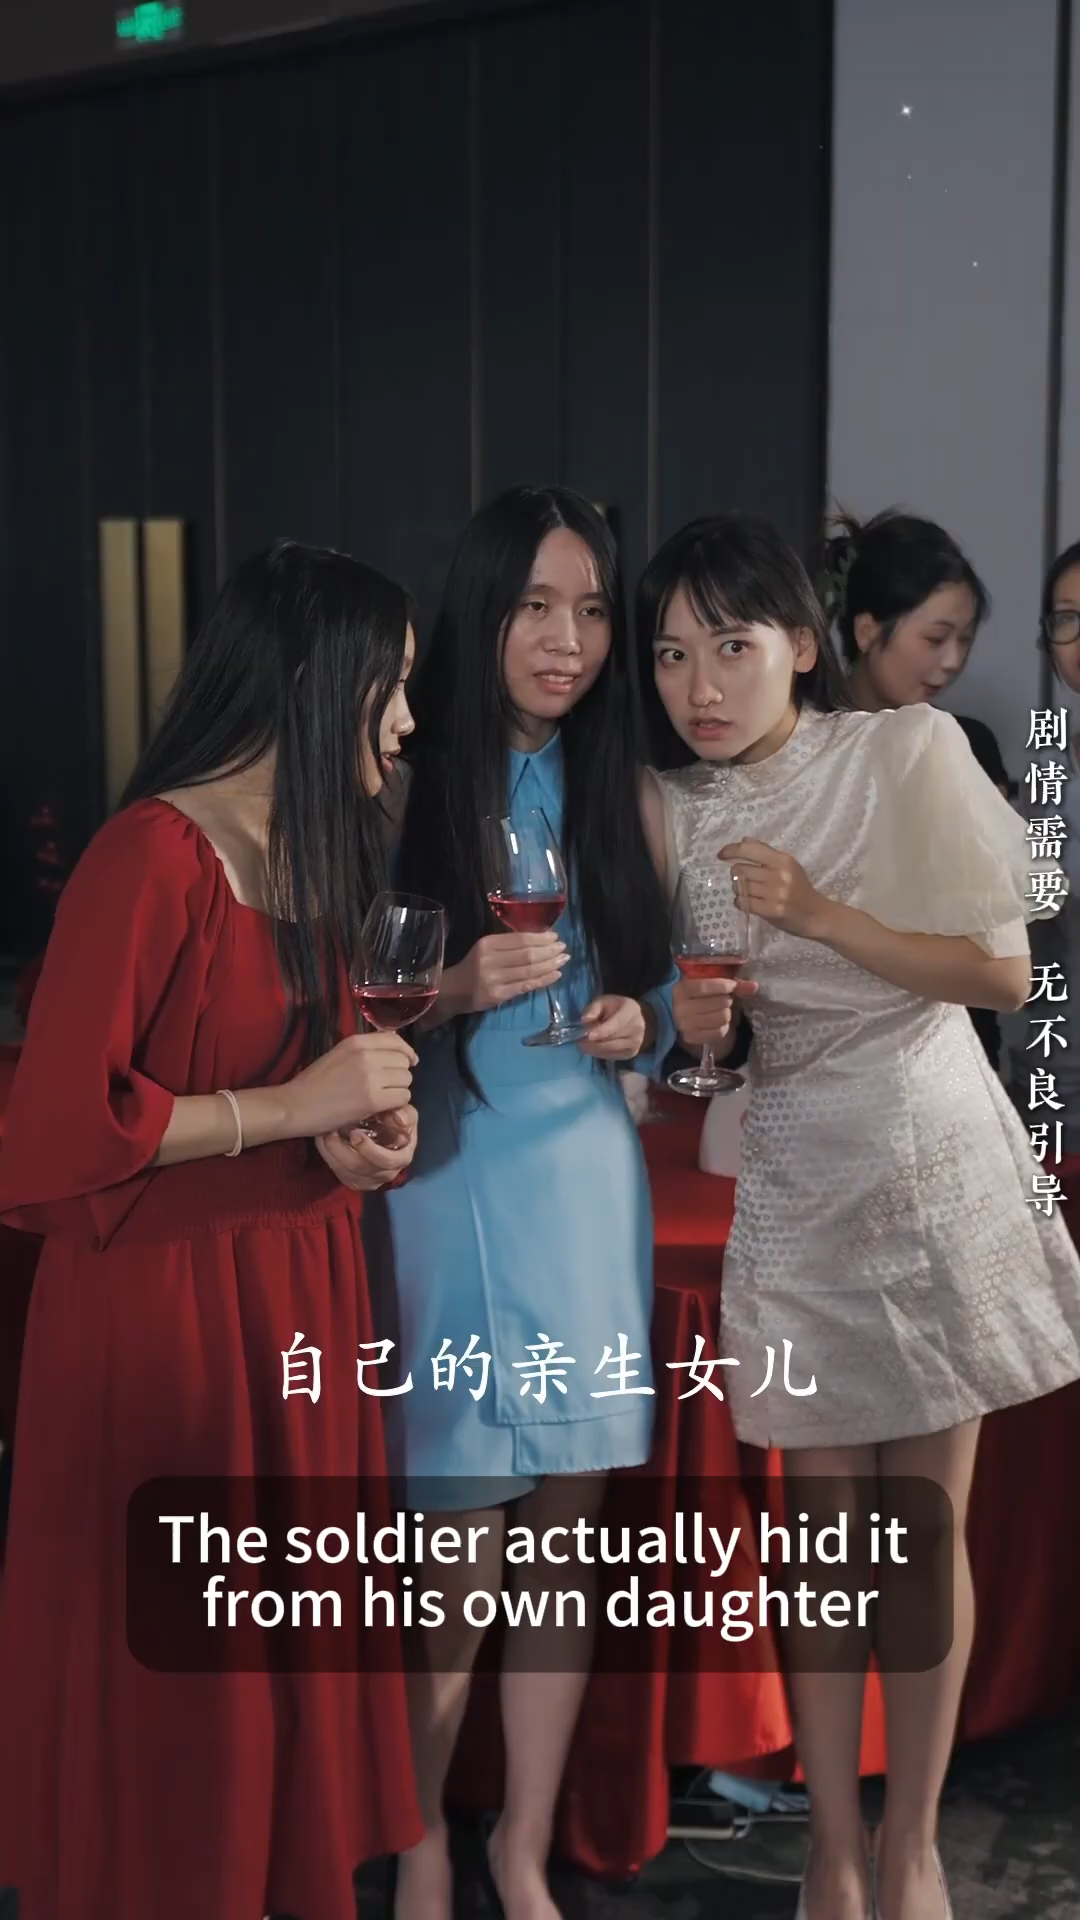 剧情需要 无不良引导
自己的亲生女儿
The soldier actually hid it
from his own daughter